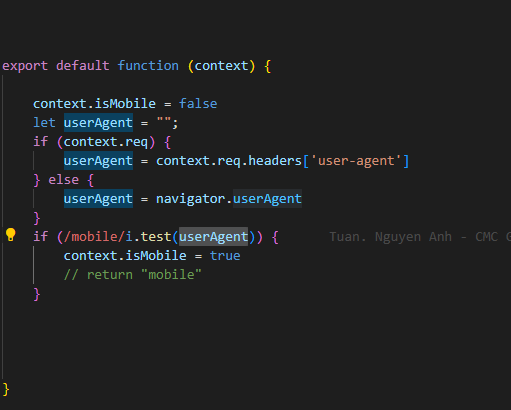 export default function (context) {
context.isMobile = false
let userAgent = "";
if (context.req) {
userAgent = context.req.headers['user-agent']
} else {
userAgent = navigator.userAgent
}
if (/mobile/i.test(userAgent)) { Tuan. Nguyen Anh - CMC G
context.isMobile = true
// return "mobile"
}
}